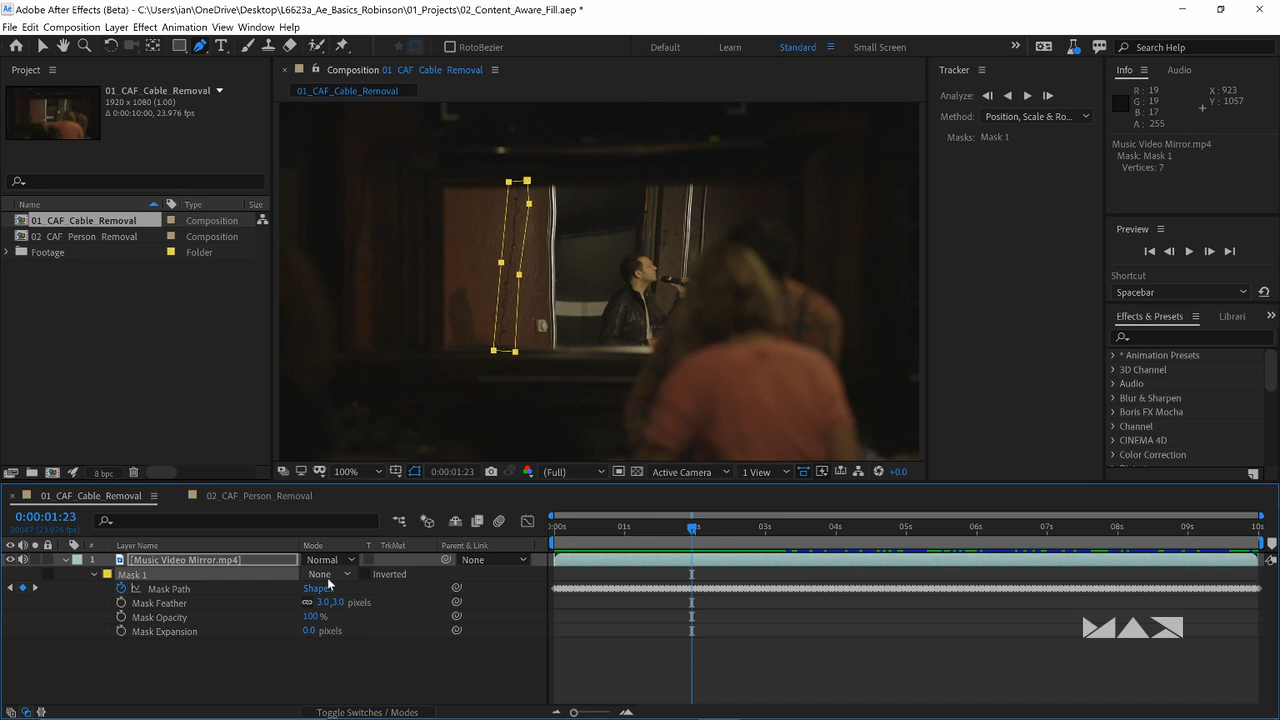 Adobe After Effects (Beta) - C:\Users\ian\OneDrive\Desktop\L6623a_Ae_Basics_Robinson\01_Projects\02_Content_Aware_Fill.aep *
File Edit Composition Layer Effect Animation View Window Help
RotoBezier Default Learn Standard Small Screen Search Help
Project
Composition 01_CAF_Cable_Removal
Tracker
Info Audio
01_CAF_Cable_Removal
1920 x 1080 (1.00)
Δ 0:00:10:00, 23.976 fps
01_CAF_Cable_Removal
Analyze:
Method: Position, Scale & Ro...
Masks: Mask 1
R: 19
G: 19
B: 17
A: 255
X: 923
Y: 1057
Music Video Mirror.mp4
Mask: Mask 1
Vertices: 7
Name Type Size
01_CAF_Cable_Removal Composition
02_CAF_Person_Removal Composition
Footage Folder
Preview
Shortcut
Spacebar
Effects & Presets Librari
* Animation Presets
3D Channel
Audio
Blur & Sharpen
Boris FX Mocha
Channel
CINEMA 4D
Color Correction
8 bpc
100% 0:00:01:23 (Full) Active Camera 1 View +0.0
01_CAF_Cable_Removal 02_CAF_Person_Removal
0:00:01:23
00047 (23.976 fps)
:00s 01s 03s 04s 05s 06s 07s 08s 09s 10s
# Layer Name Mode T TrkMat Parent & Link
1 [Music Video Mirror.mp4] Normal None
Mask 1 None Inverted
Mask Path Shape...
Mask Feather 3.0,3.0 pixels
Mask Opacity 100 %
Mask Expansion 0.0 pixels
MAX
Toggle Switches / Modes